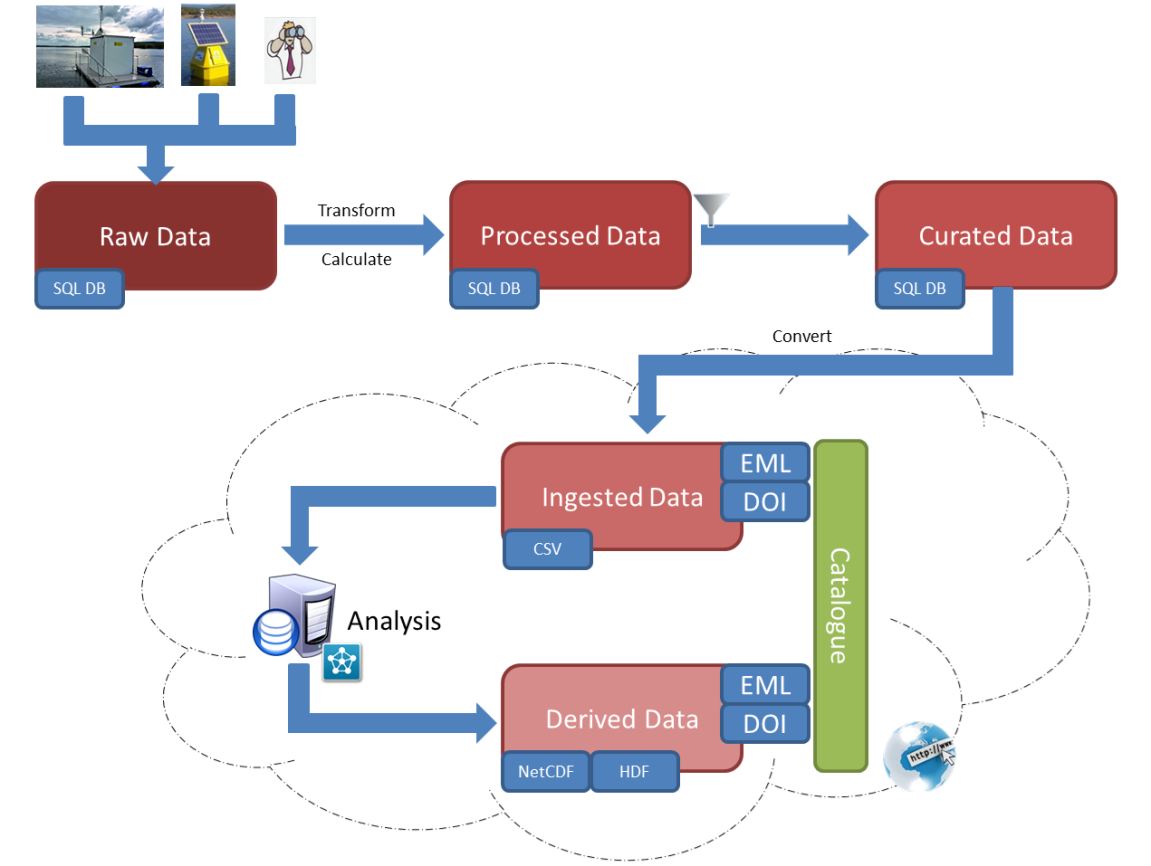 Raw Data
SQL DB
Transform
Calculate
Processed Data
SQL DB
Curated Data
SQL DB
Convert
Ingested Data
EML
DOI
CSV
Catalogue
Analysis
Derived Data
EML
DOI
NetCDF
HDF
http://www